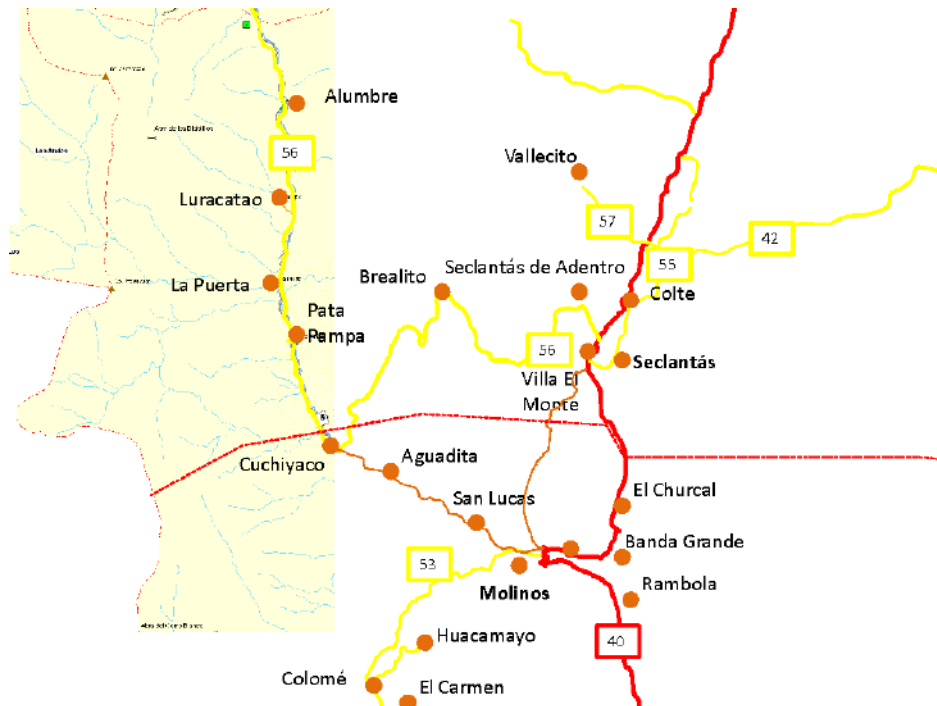 Alumbre
56
Vallecito
Luracatao
57
42
55
La Puerta
Brealito
Seclantás de Adentro
Colte
Pata
Pampa
56
Seclantás
Villa El
Monte
Cuchiyaco
Aguadita
San Lucas
El Churcal
Banda Grande
53
Molinos
Rambola
Huacamayo
40
Colomé
El Carmen